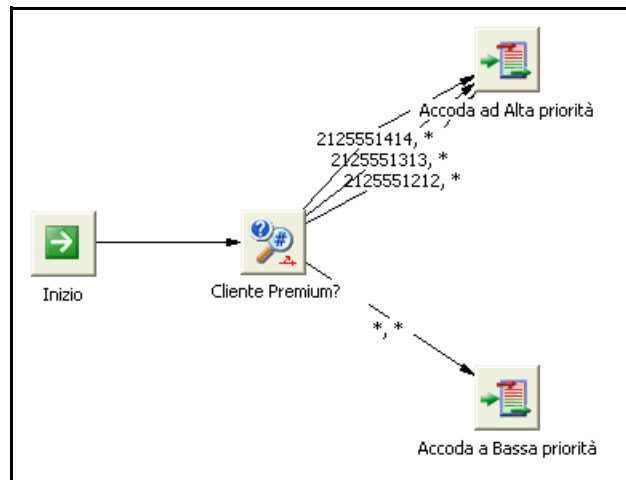 Accoda ad Alta priorità
2125551414, *
2125551313, *
2125551212, *
Inizio
Cliente Premium?
*, *
Accoda a Bassa priorità